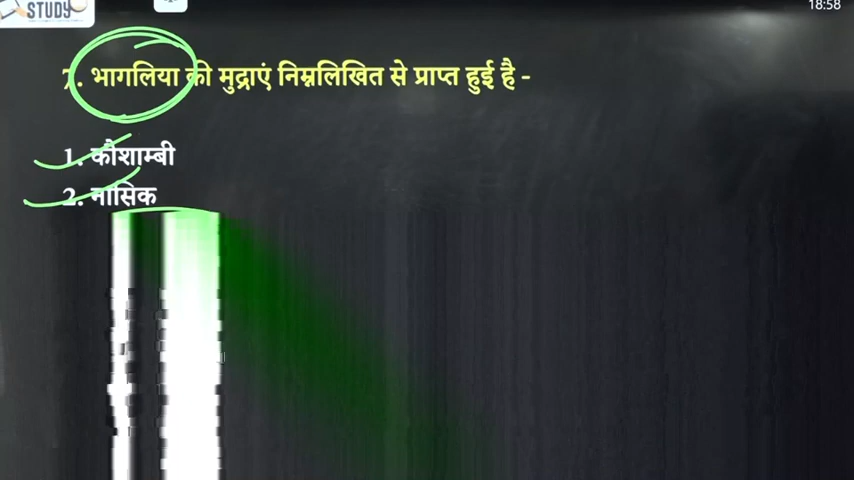 STUDY
18:58
7. भागलिया की मुद्राएं निम्नलिखित से प्राप्त हुई है -
1. कौशाम्बी
2. नासिक